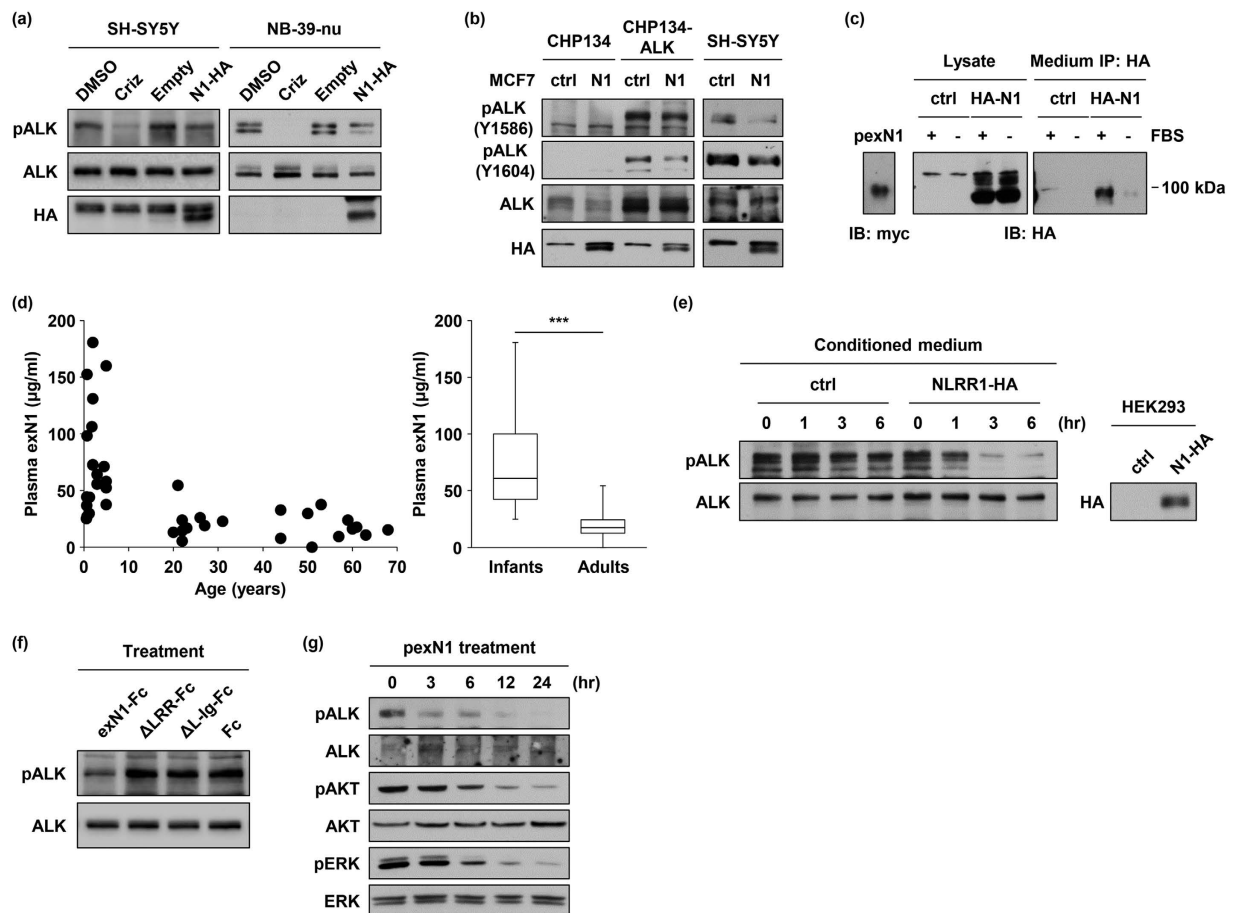 (a)
SH-SY5Y NB-39-nu
DMSO Criz Empty N1-HA DMSO Criz Empty N1-HA
pALK
ALK
HA
(b)
CHP134 CHP134-ALK SH-SY5Y
MCF7 ctrl N1 ctrl N1 ctrl N1
pALK
(Y1586)
pALK
(Y1604)
ALK
HA
(c)
Lysate Medium IP: HA
ctrl HA-N1 ctrl HA-N1
pexN1 + - + - + - + - FBS
-100 kDa
IB: myc IB: HA
(d)
Plasma exN1 (µg/ml)
200
150
100
50
0
0 10 20 30 40 50 60 70
Age (years)
Plasma exN1 (µg/ml)
200
150
100
50
0
***
Infants Adults
(e)
Conditioned medium
ctrl NLRR1-HA
0 1 3 6 0 1 3 6 (hr)
pALK
ALK
HEK293
ctrl N1-HA
HA
(f)
Treatment
exN1-Fc ΔLRR-Fc ΔL-Ig-Fc Fc
pALK
ALK
(g)
pexN1 treatment
0 3 6 12 24 (hr)
pALK
ALK
pAKT
AKT
pERK
ERK